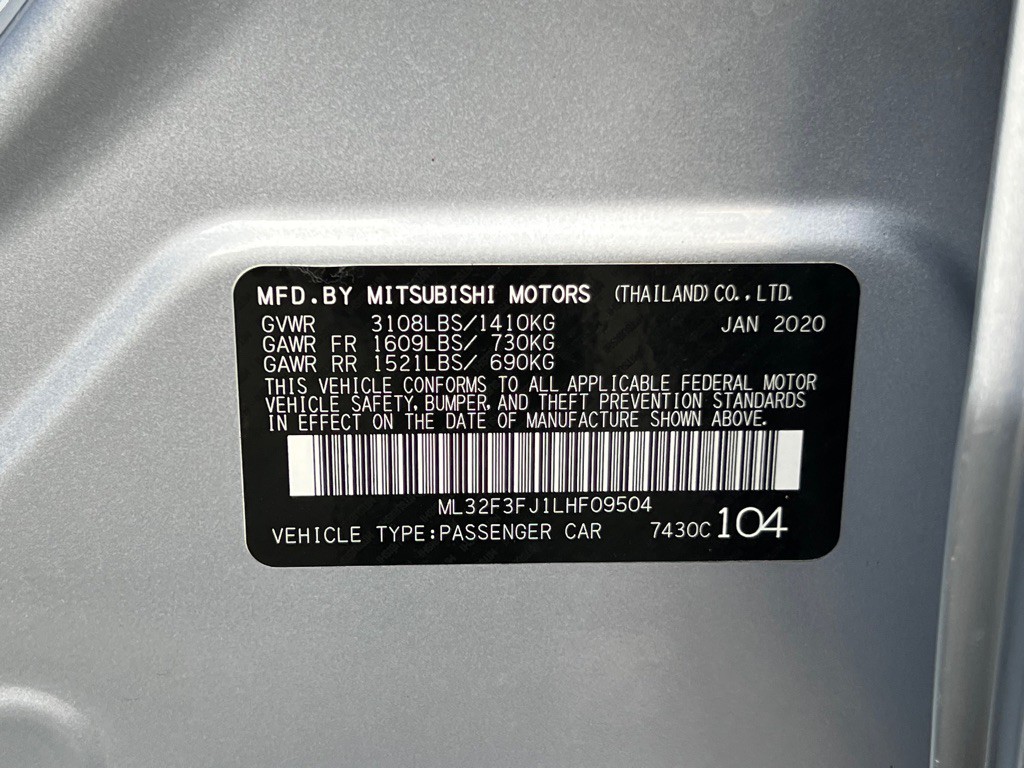 MFD.BY MITSUBISHI MOTORS (THAILAND) CO.,LTD.
GVWR 3108LBS/1410KG JAN 2020
GAWR FR 1609LBS/ 730KG
GAWR RR 1521LBS/ 690KG
THIS VEHICLE CONFORMS TO ALL APPLICABLE FEDERAL MOTOR
VEHICLE SAFETY, BUMPER, AND THEFT PREVENTION STANDARDS
IN EFFECT ON THE DATE OF MANUFACTURE SHOWN ABOVE.
ML32F3FJ1LHF09504
VEHICLE TYPE:PASSENGER CAR 7430C 104